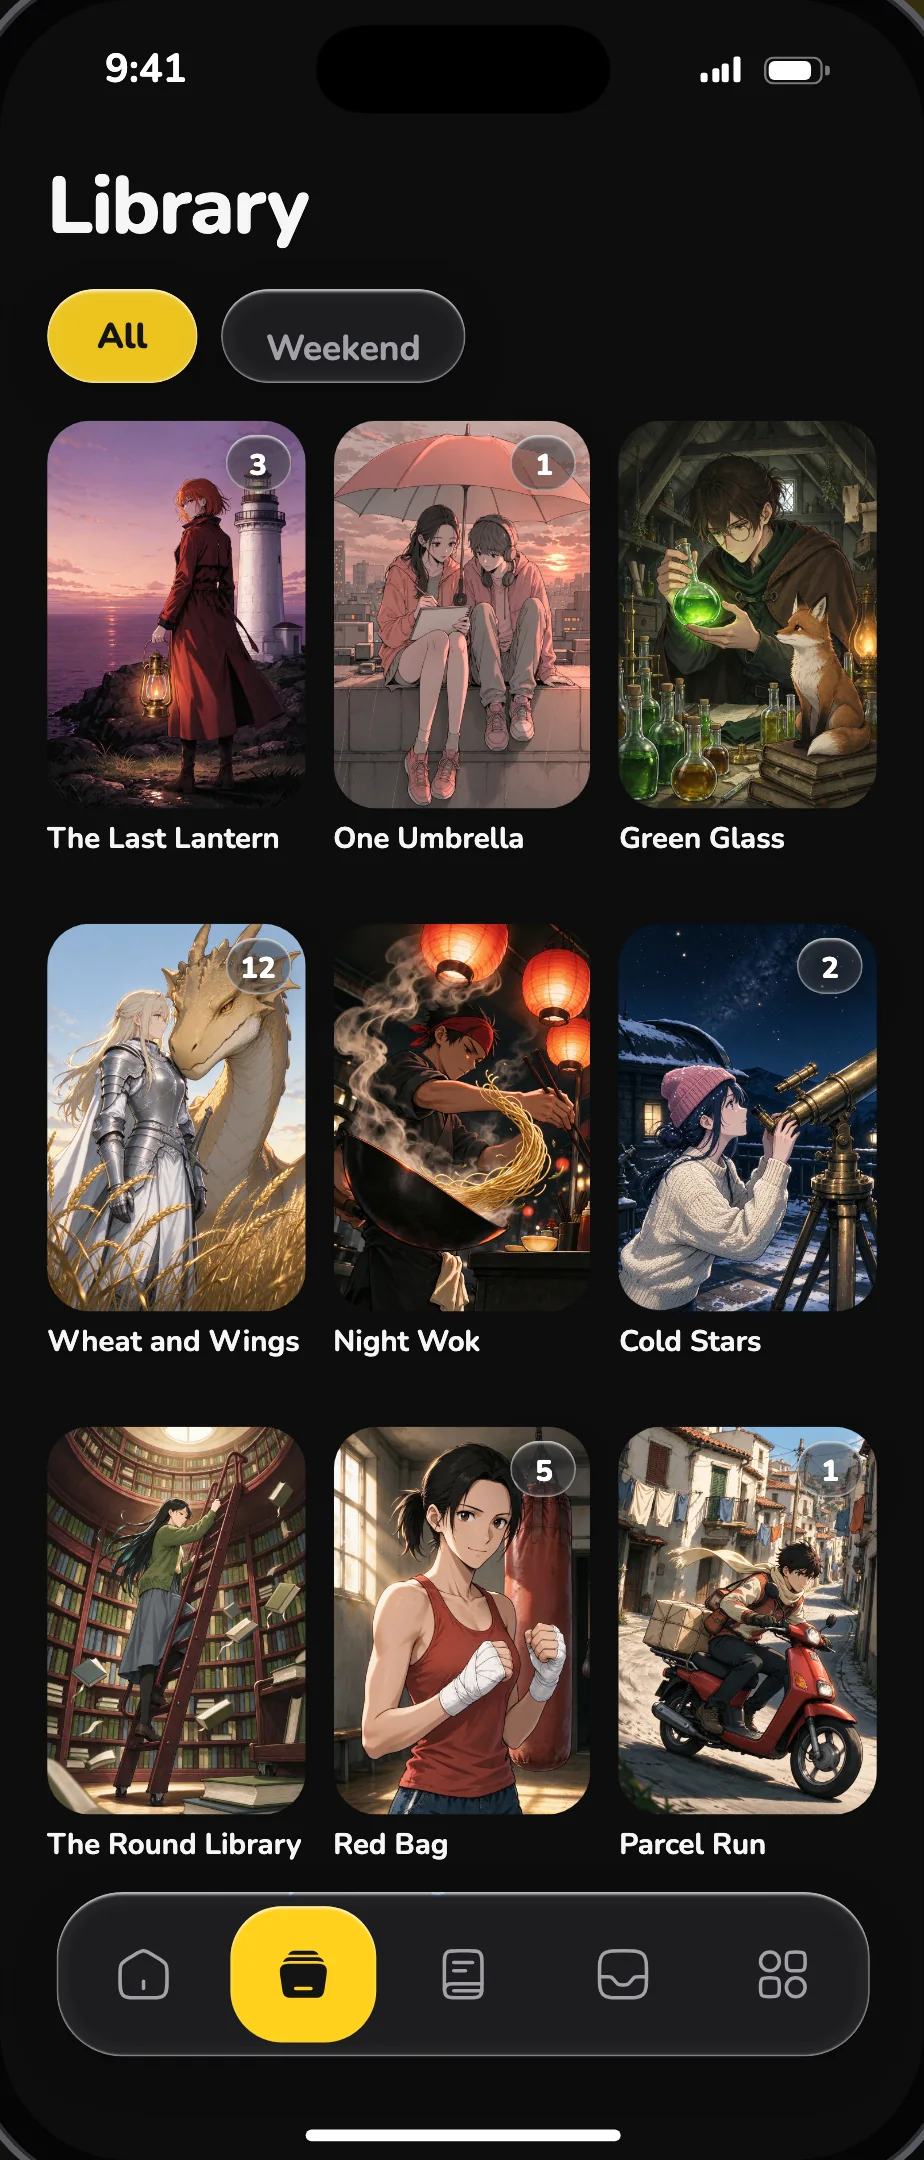 9:41
Library
All
Weekend
3
1
The Last Lantern
One Umbrella
Green Glass
12
2
Wheat and Wings
Night Wok
Cold Stars
5
1
The Round Library
Red Bag
Parcel Run